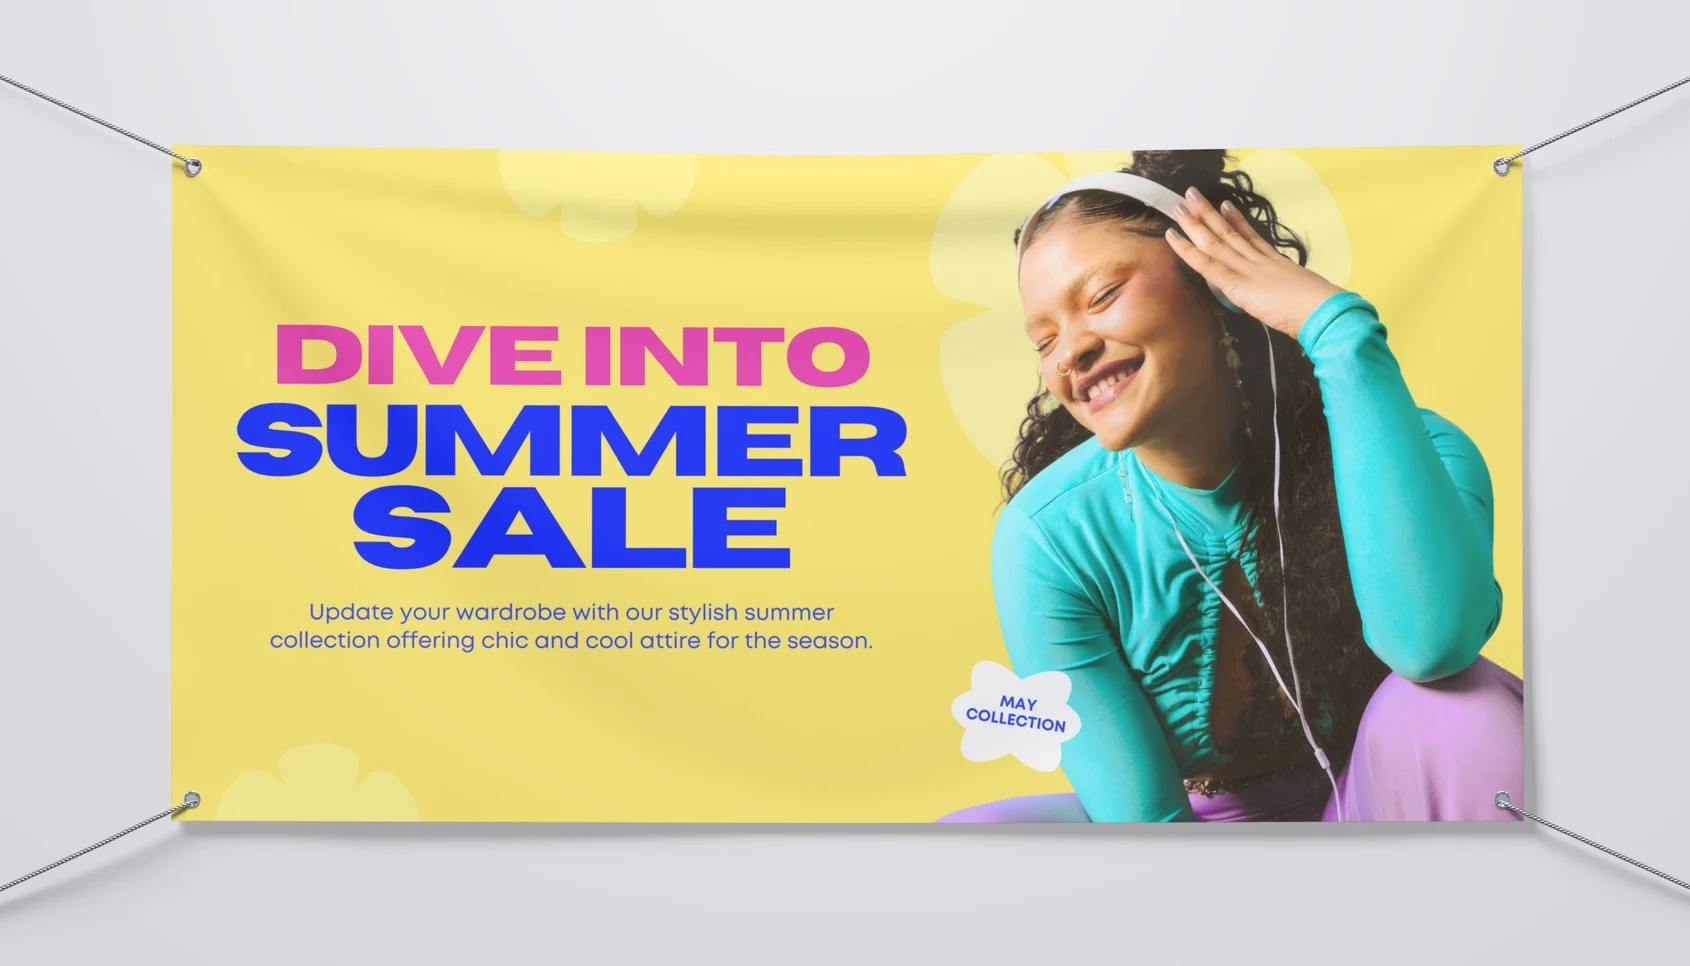 DIVE INTO
SUMMER
SALE
Update your wardrobe with our stylish summer
collection offering chic and cool attire for the season.
MAY
COLLECTION